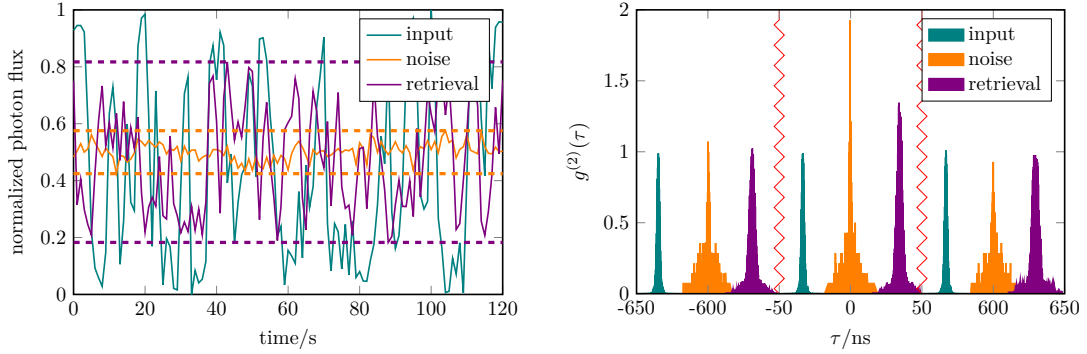 normalized photon flux
1
0.8
0.6
0.4
0.2
0
0
20
40
60
80
100
120
time/s
input
noise
retrieval
g(2)(τ)
2
1.5
1
0.5
0
-650
-600
-50
0
50
600
650
τ/ns
input
noise
retrieval